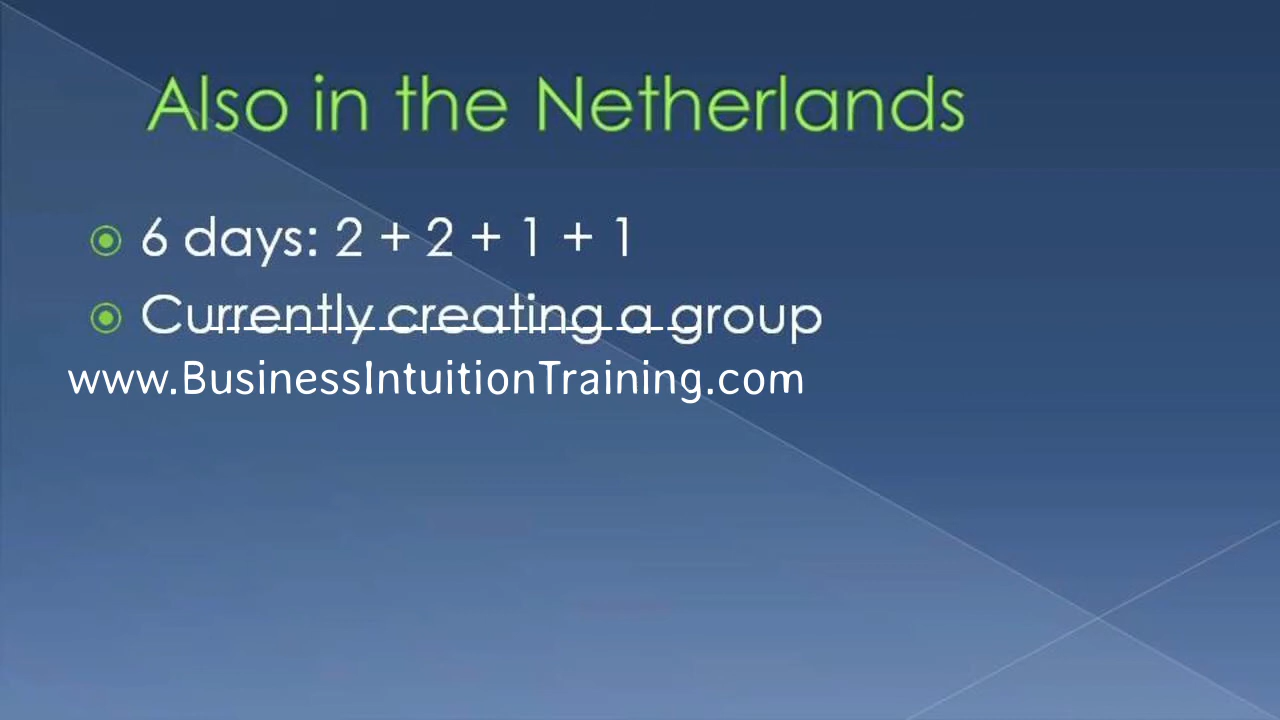 Also in the Netherlands
6 days: 2 + 2 + 1 + 1
Currently creating a group
www.BusinessIntuitionTraining.com